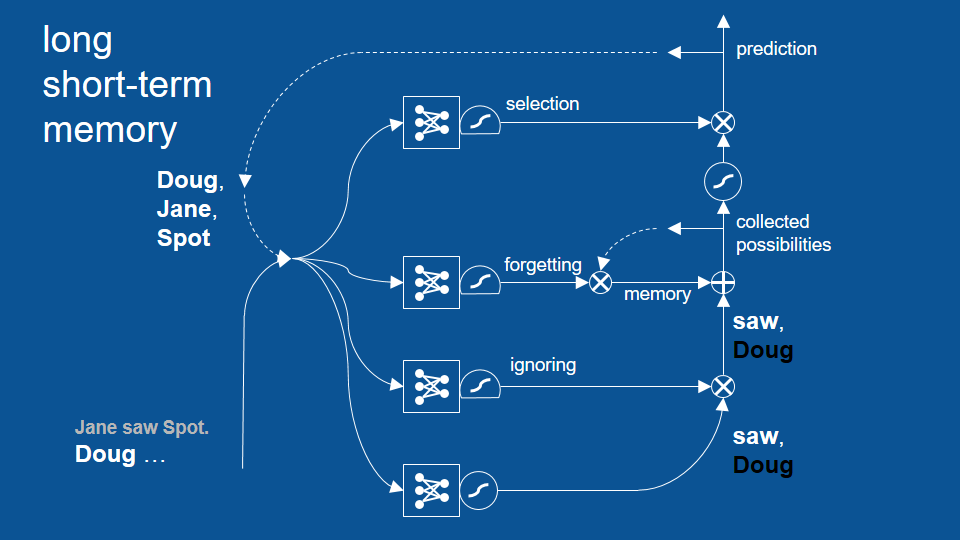 long
short-term
memory
prediction
selection
Doug,
Jane,
Spot
collected
possibilities
forgetting
memory
saw,
Doug
ignoring
Jane saw Spot.
Doug ...
saw,
Doug